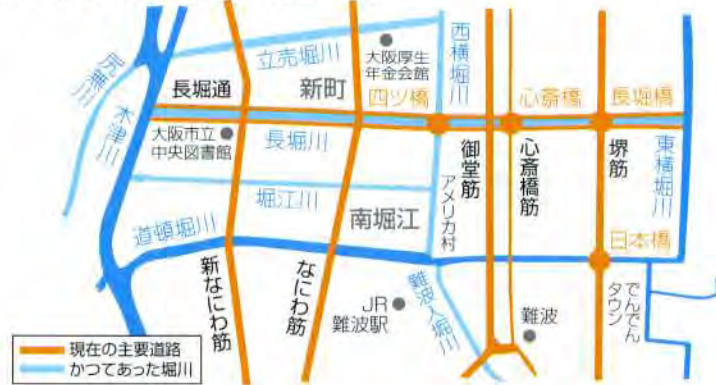 立売堀川
大阪厚生
年金会館
西横堀川
尻無川
木津川
長堀通
新町
四ツ橋
心斎橋
長堀橋
大阪市立
中央図書館
長堀川
御堂筋
心斎橋筋
堺筋
東横堀川
アメリカ村
堀江川
南堀江
道頓堀川
日本橋
新なにわ筋
なにわ筋
JR
難波駅
難波入堀川
難波
でんでん
タウン
現在の主要道路
かつてあった堀川